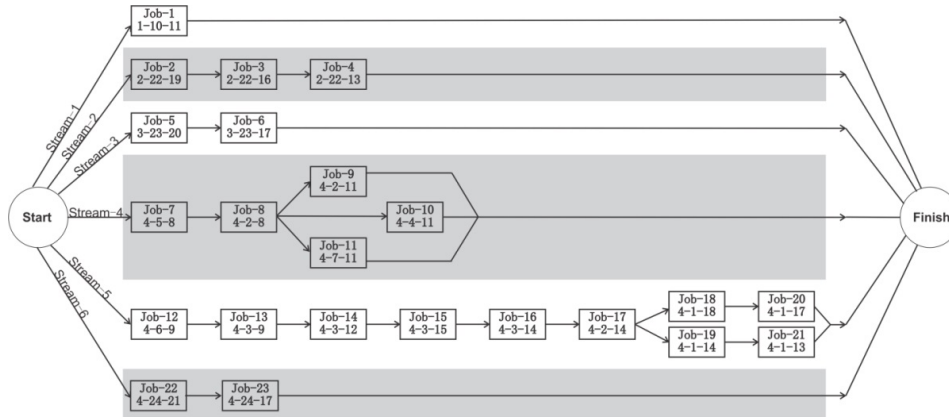 Job-1
1-10-11
Job-2
2-22-19
Job-3
2-22-16
Job-4
2-22-13
Job-5
3-23-20
Job-6
3-23-17
Stream-1
Stream-2
Stream-3
Start
Stream-4
Job-7
4-5-8
Job-8
4-2-8
Job-9
4-2-11
Job-10
4-4-11
Job-11
4-7-11
Finish
Stream-5
Stream-6
Job-12
4-6-9
Job-13
4-3-9
Job-14
4-3-12
Job-15
4-3-15
Job-16
4-3-14
Job-17
4-2-14
Job-18
4-1-18
Job-20
4-1-17
Job-19
4-1-14
Job-21
4-1-13
Job-22
4-24-21
Job-23
4-24-17